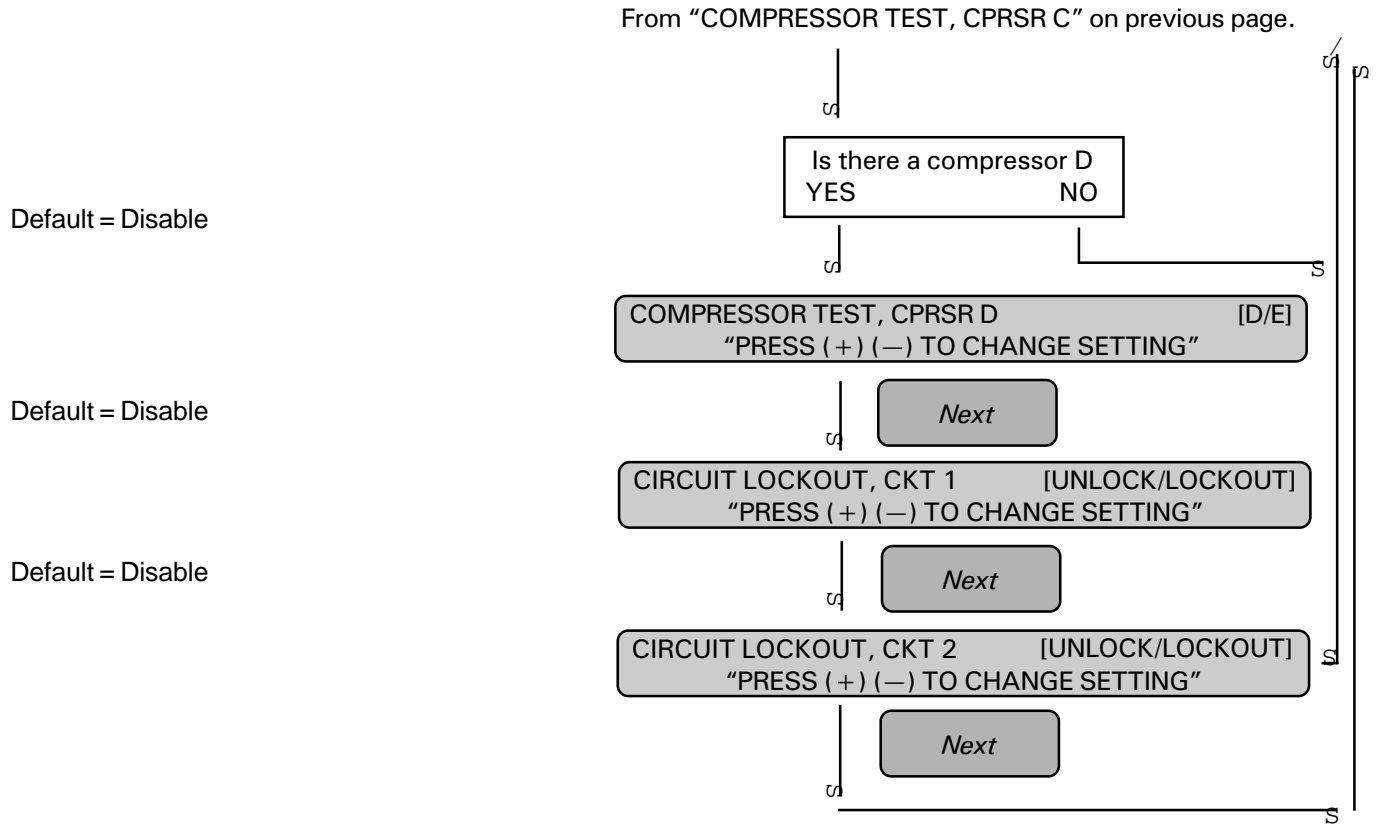 From “COMPRESSOR TEST, CPRSR C” on previous page.
S
S
S
Is there a compressor D
YES NO
Default = Disable
S
S
COMPRESSOR TEST, CPRSR D [D/E]
“PRESS (+) (—) TO CHANGE SETTING”
Default = Disable
Next
S
CIRCUIT LOCKOUT, CKT 1 [UNLOCK/LOCKOUT]
“PRESS (+) (—) TO CHANGE SETTING”
Default = Disable
Next
S
CIRCUIT LOCKOUT, CKT 2 [UNLOCK/LOCKOUT]
S
“PRESS (+) (—) TO CHANGE SETTING”
Next
S
S